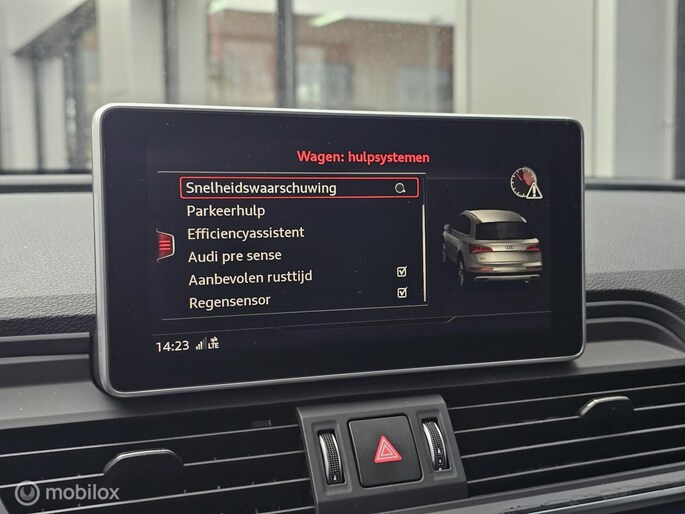 Wagen: hulpsystemen
Snelheidswaarschuwing
Parkeerhulp
Efficiencyassistent
Audi pre sense
Aanbevolen rusttijd
Regensensor
14:23 LTE
mobilox